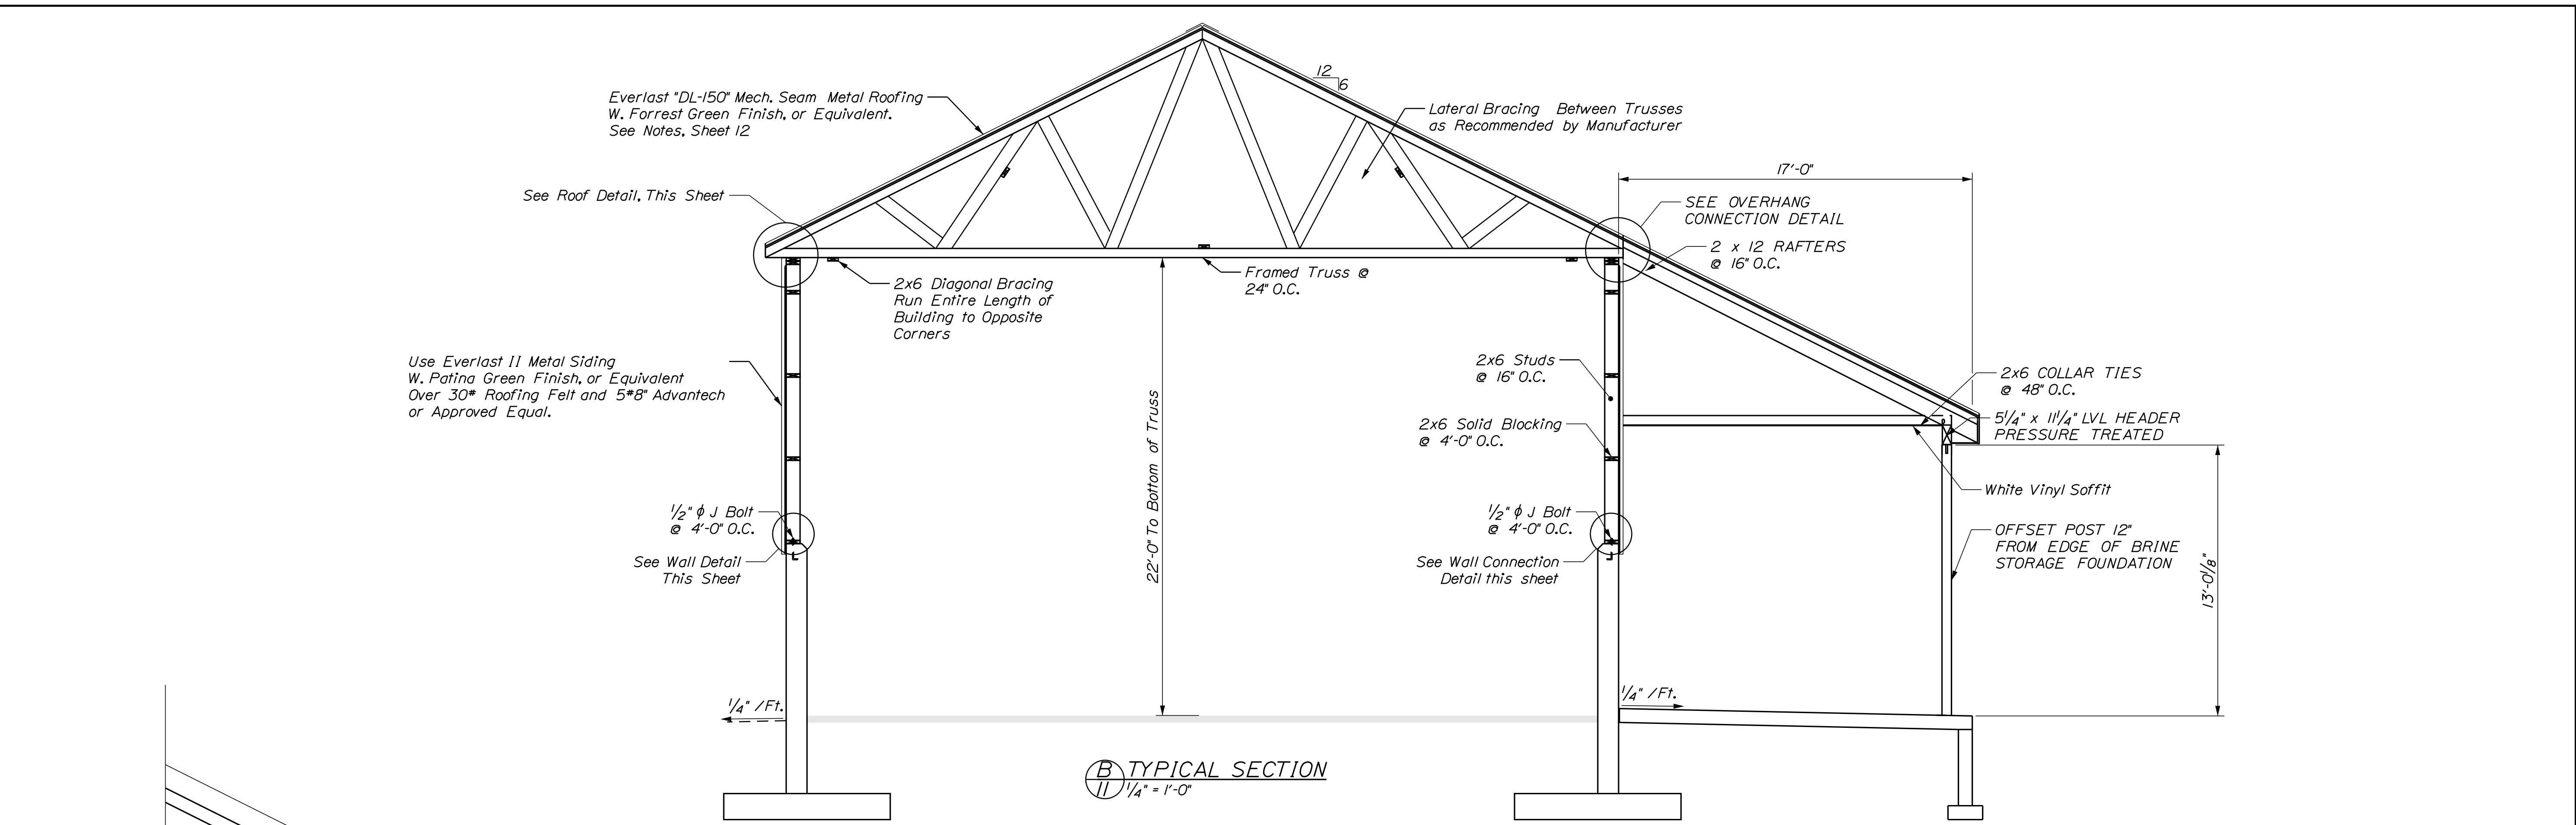 12
6
Everlast "DL-150" Mech. Seam Metal Roofing
W. Forrest Green Finish, or Equivalent.
See Notes, Sheet 12
Lateral Bracing Between Trusses
as Recommended by Manufacturer
17'-0"
See Roof Detail, This Sheet
SEE OVERHANG
CONNECTION DETAIL
2 x 12 RAFTERS
@ 16" O.C.
2x6 Diagonal Bracing
Run Entire Length of
Building to Opposite
Corners
Framed Truss @
24" O.C.
Use Everlast II Metal Siding
W. Patina Green Finish, or Equivalent
Over 30# Roofing Felt and 5#8" Advantech
or Approved Equal.
22'-0" To Bottom of Truss
2x6 Studs
@ 16" O.C.
2x6 Solid Blocking
@ 4'-0" O.C.
2x6 COLLAR TIES
@ 48" O.C.
5 1/4" x 11 1/4" LVL HEADER
PRESSURE TREATED
White Vinyl Soffit
1/2" ϕ J Bolt
@ 4'-0" O.C.
See Wall Detail
This Sheet
1/2" ϕ J Bolt
@ 4'-0" O.C.
See Wall Connection
Detail this sheet
OFFSET POST 12"
FROM EDGE OF BRINE
STORAGE FOUNDATION
13'-0 1/8"
1/4" /Ft.
1/4" /Ft.
B
11
TYPICAL SECTION
1/4" = 1'-0"